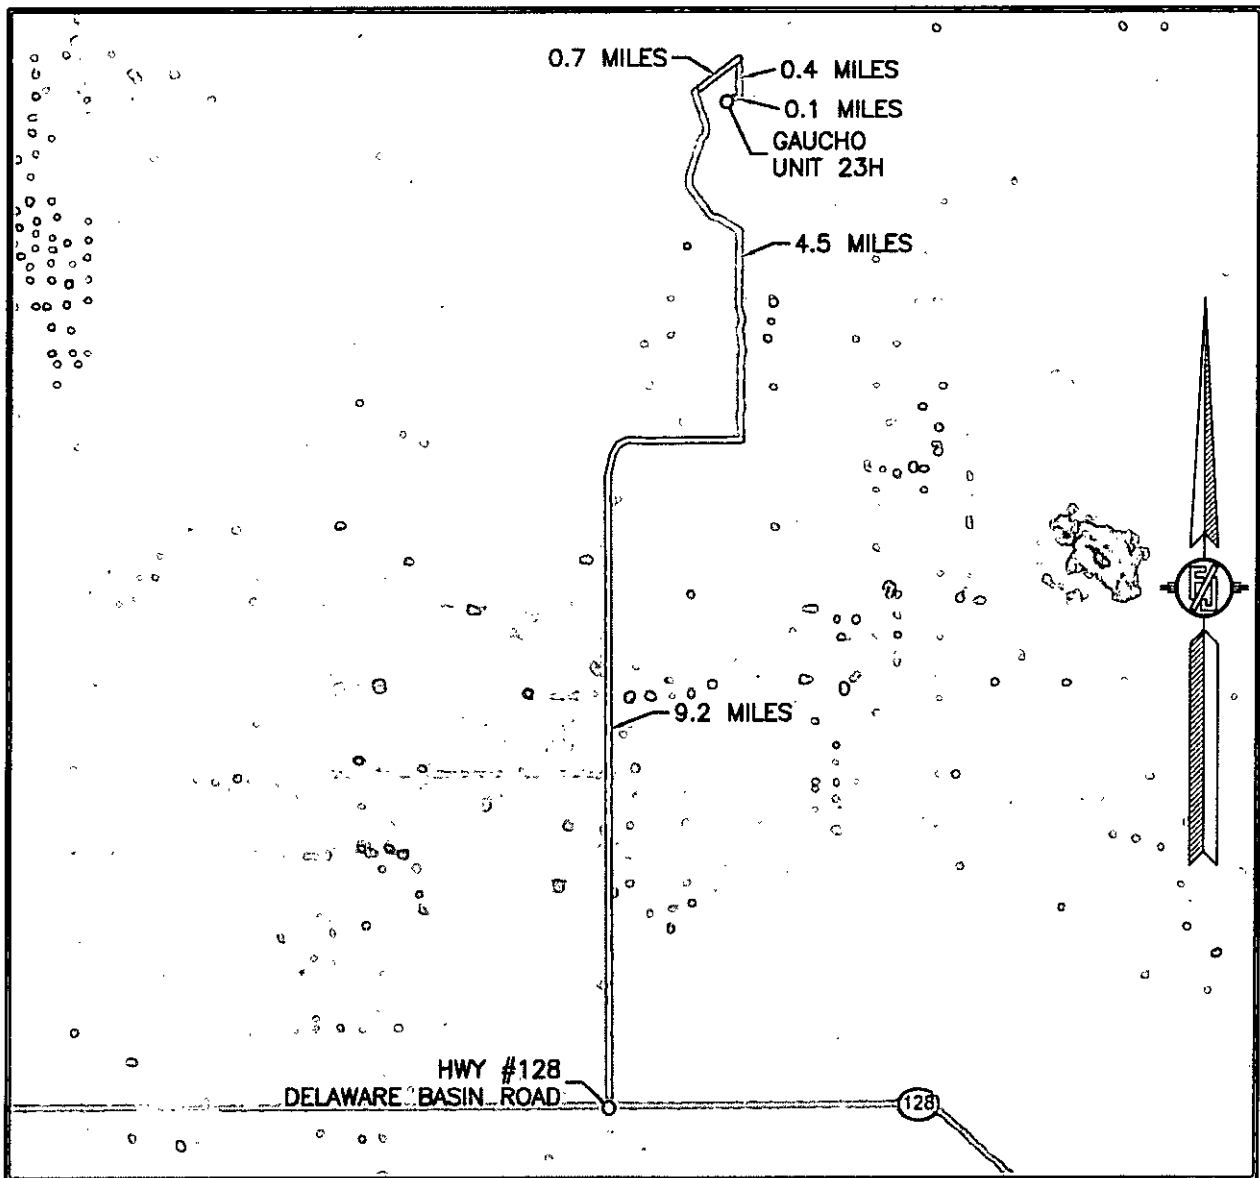 0.7 MILES
0.4 MILES
0.1 MILES
GAUCHO
UNIT 23H
4.5 MILES
9.2 MILES
HWY #128
DELAWARE BASIN ROAD
128